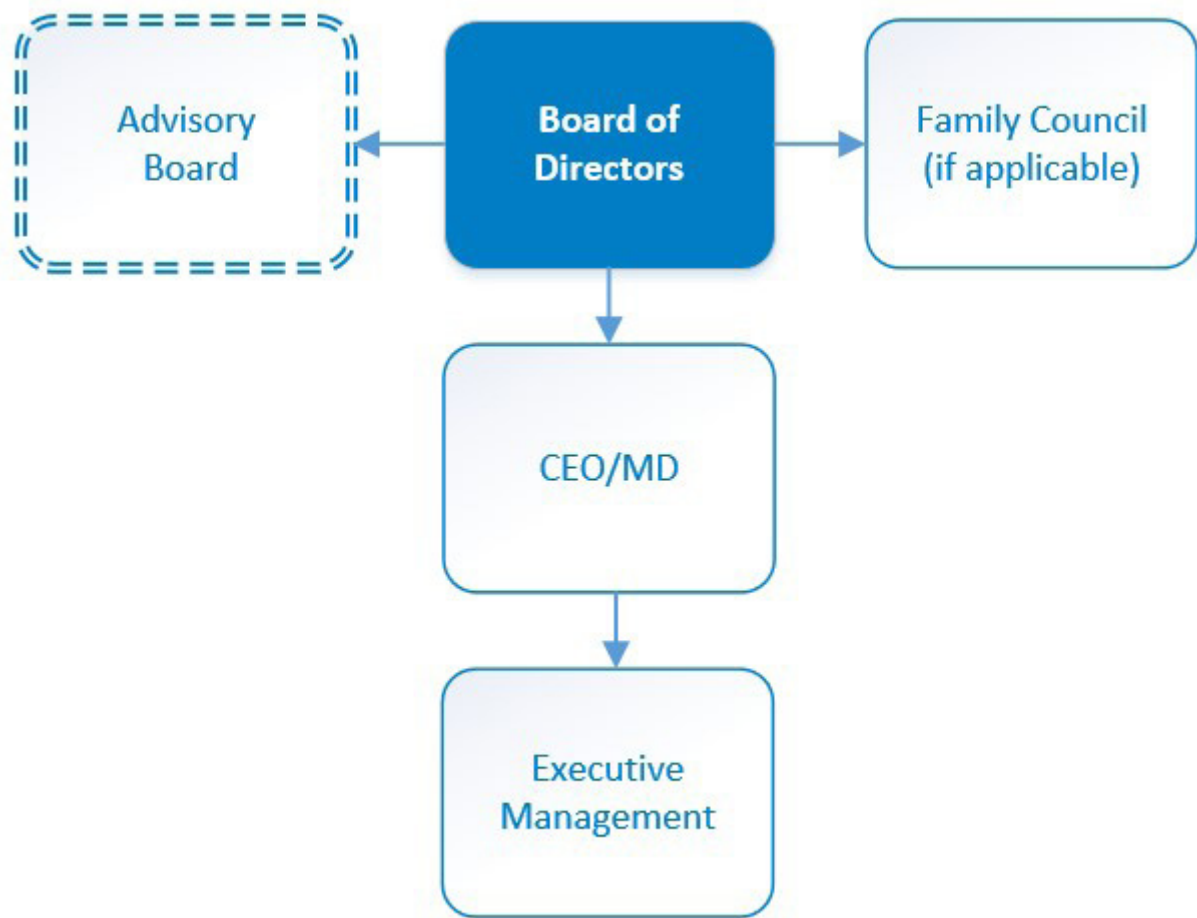 Advisory
Board
Board of
Directors
Family Council
(if applicable)
CEO/MD
Executive
Management